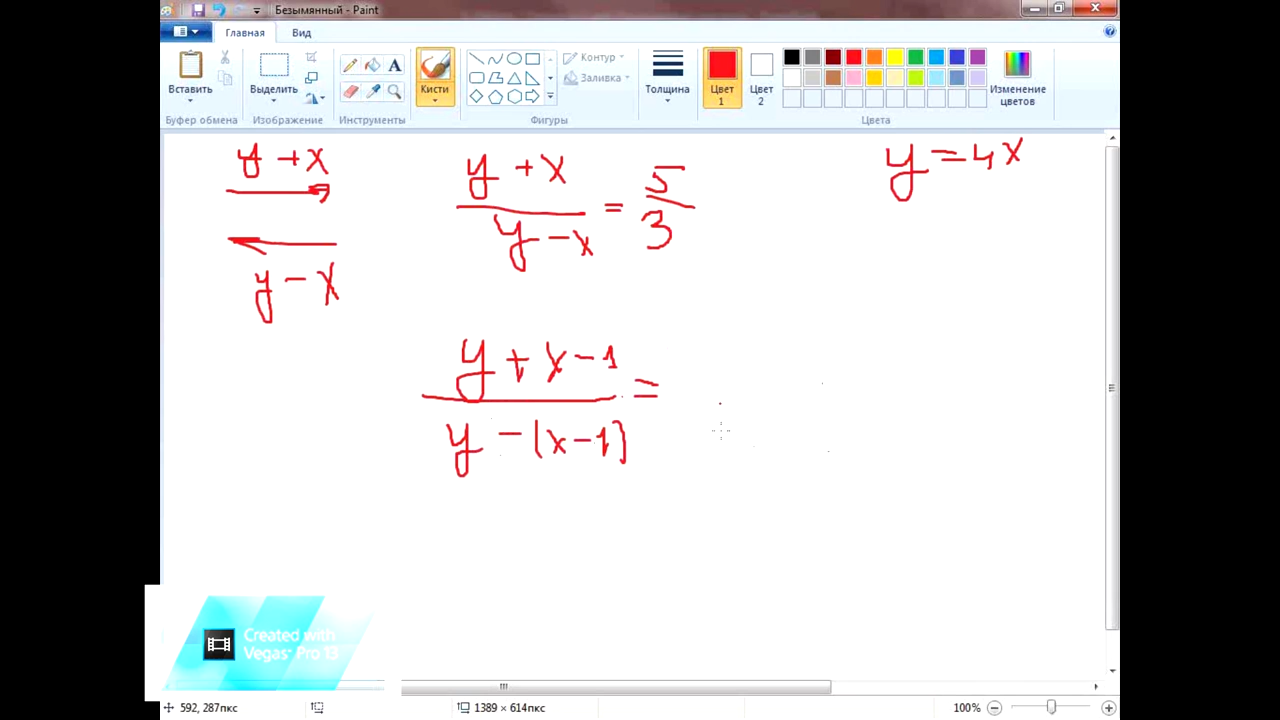 Безымянный - Paint
Главная Вид
Вставить
Выделить
Кисти
Контур
Заливка
Толщина
Цвет 1
Цвет 2
Изменение цветов
Буфер обмена Изображение Инструменты Фигуры Цвета
y + x
y - x
y + x
y - x
= 5
3
y = 4x
y + x - 1
y - (x - 1)
=
Created with
Vegas Pro 13
592, 287пкс 1389 × 614пкс 100%